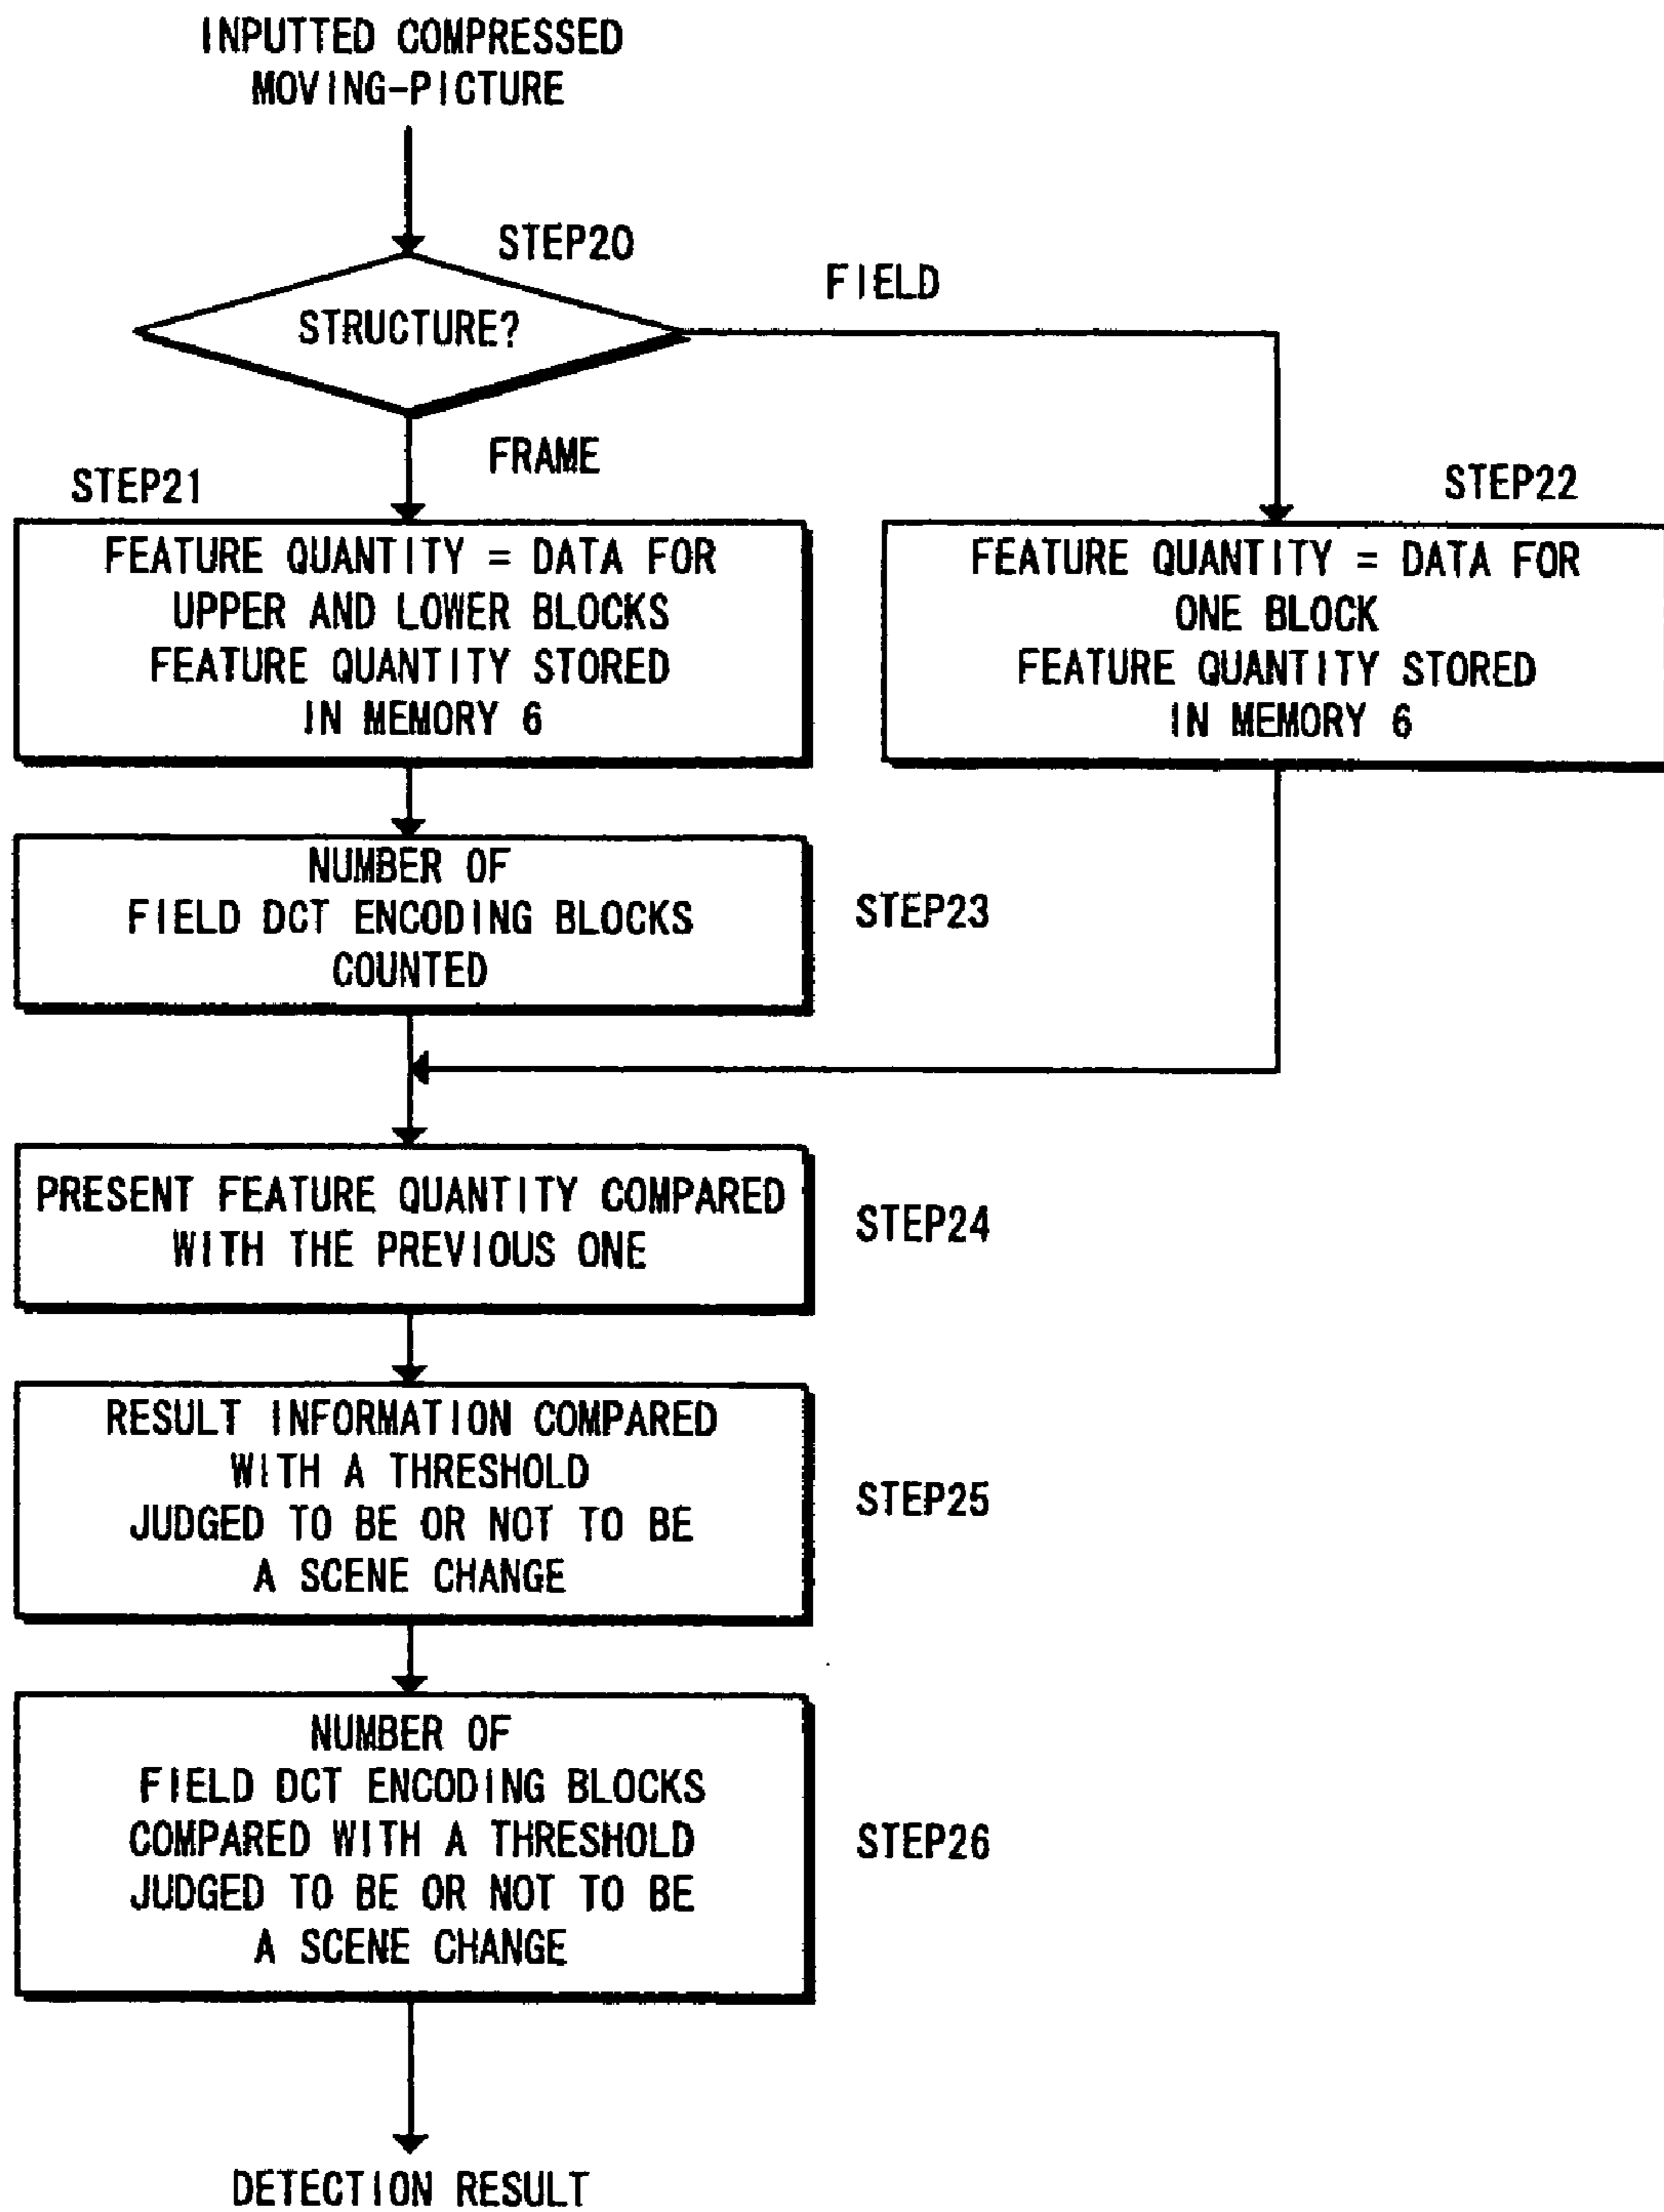 INPUTTED COMPRESSED
MOVING-PICTURE
STEP20
STRUCTURE?
FIELD
FRAME
STEP21
FEATURE QUANTITY = DATA FOR
UPPER AND LOWER BLOCKS
FEATURE QUANTITY STORED
IN MEMORY 6
STEP22
FEATURE QUANTITY = DATA FOR
ONE BLOCK
FEATURE QUANTITY STORED
IN MEMORY 6
NUMBER OF
FIELD DCT ENCODING BLOCKS
COUNTED
STEP23
PRESENT FEATURE QUANTITY COMPARED
WITH THE PREVIOUS ONE
STEP24
RESULT INFORMATION COMPARED
WITH A THRESHOLD
JUDGED TO BE OR NOT TO BE
A SCENE CHANGE
STEP25
NUMBER OF
FIELD DCT ENCODING BLOCKS
COMPARED WITH A THRESHOLD
JUDGED TO BE OR NOT TO BE
A SCENE CHANGE
STEP26
DETECTION RESULT